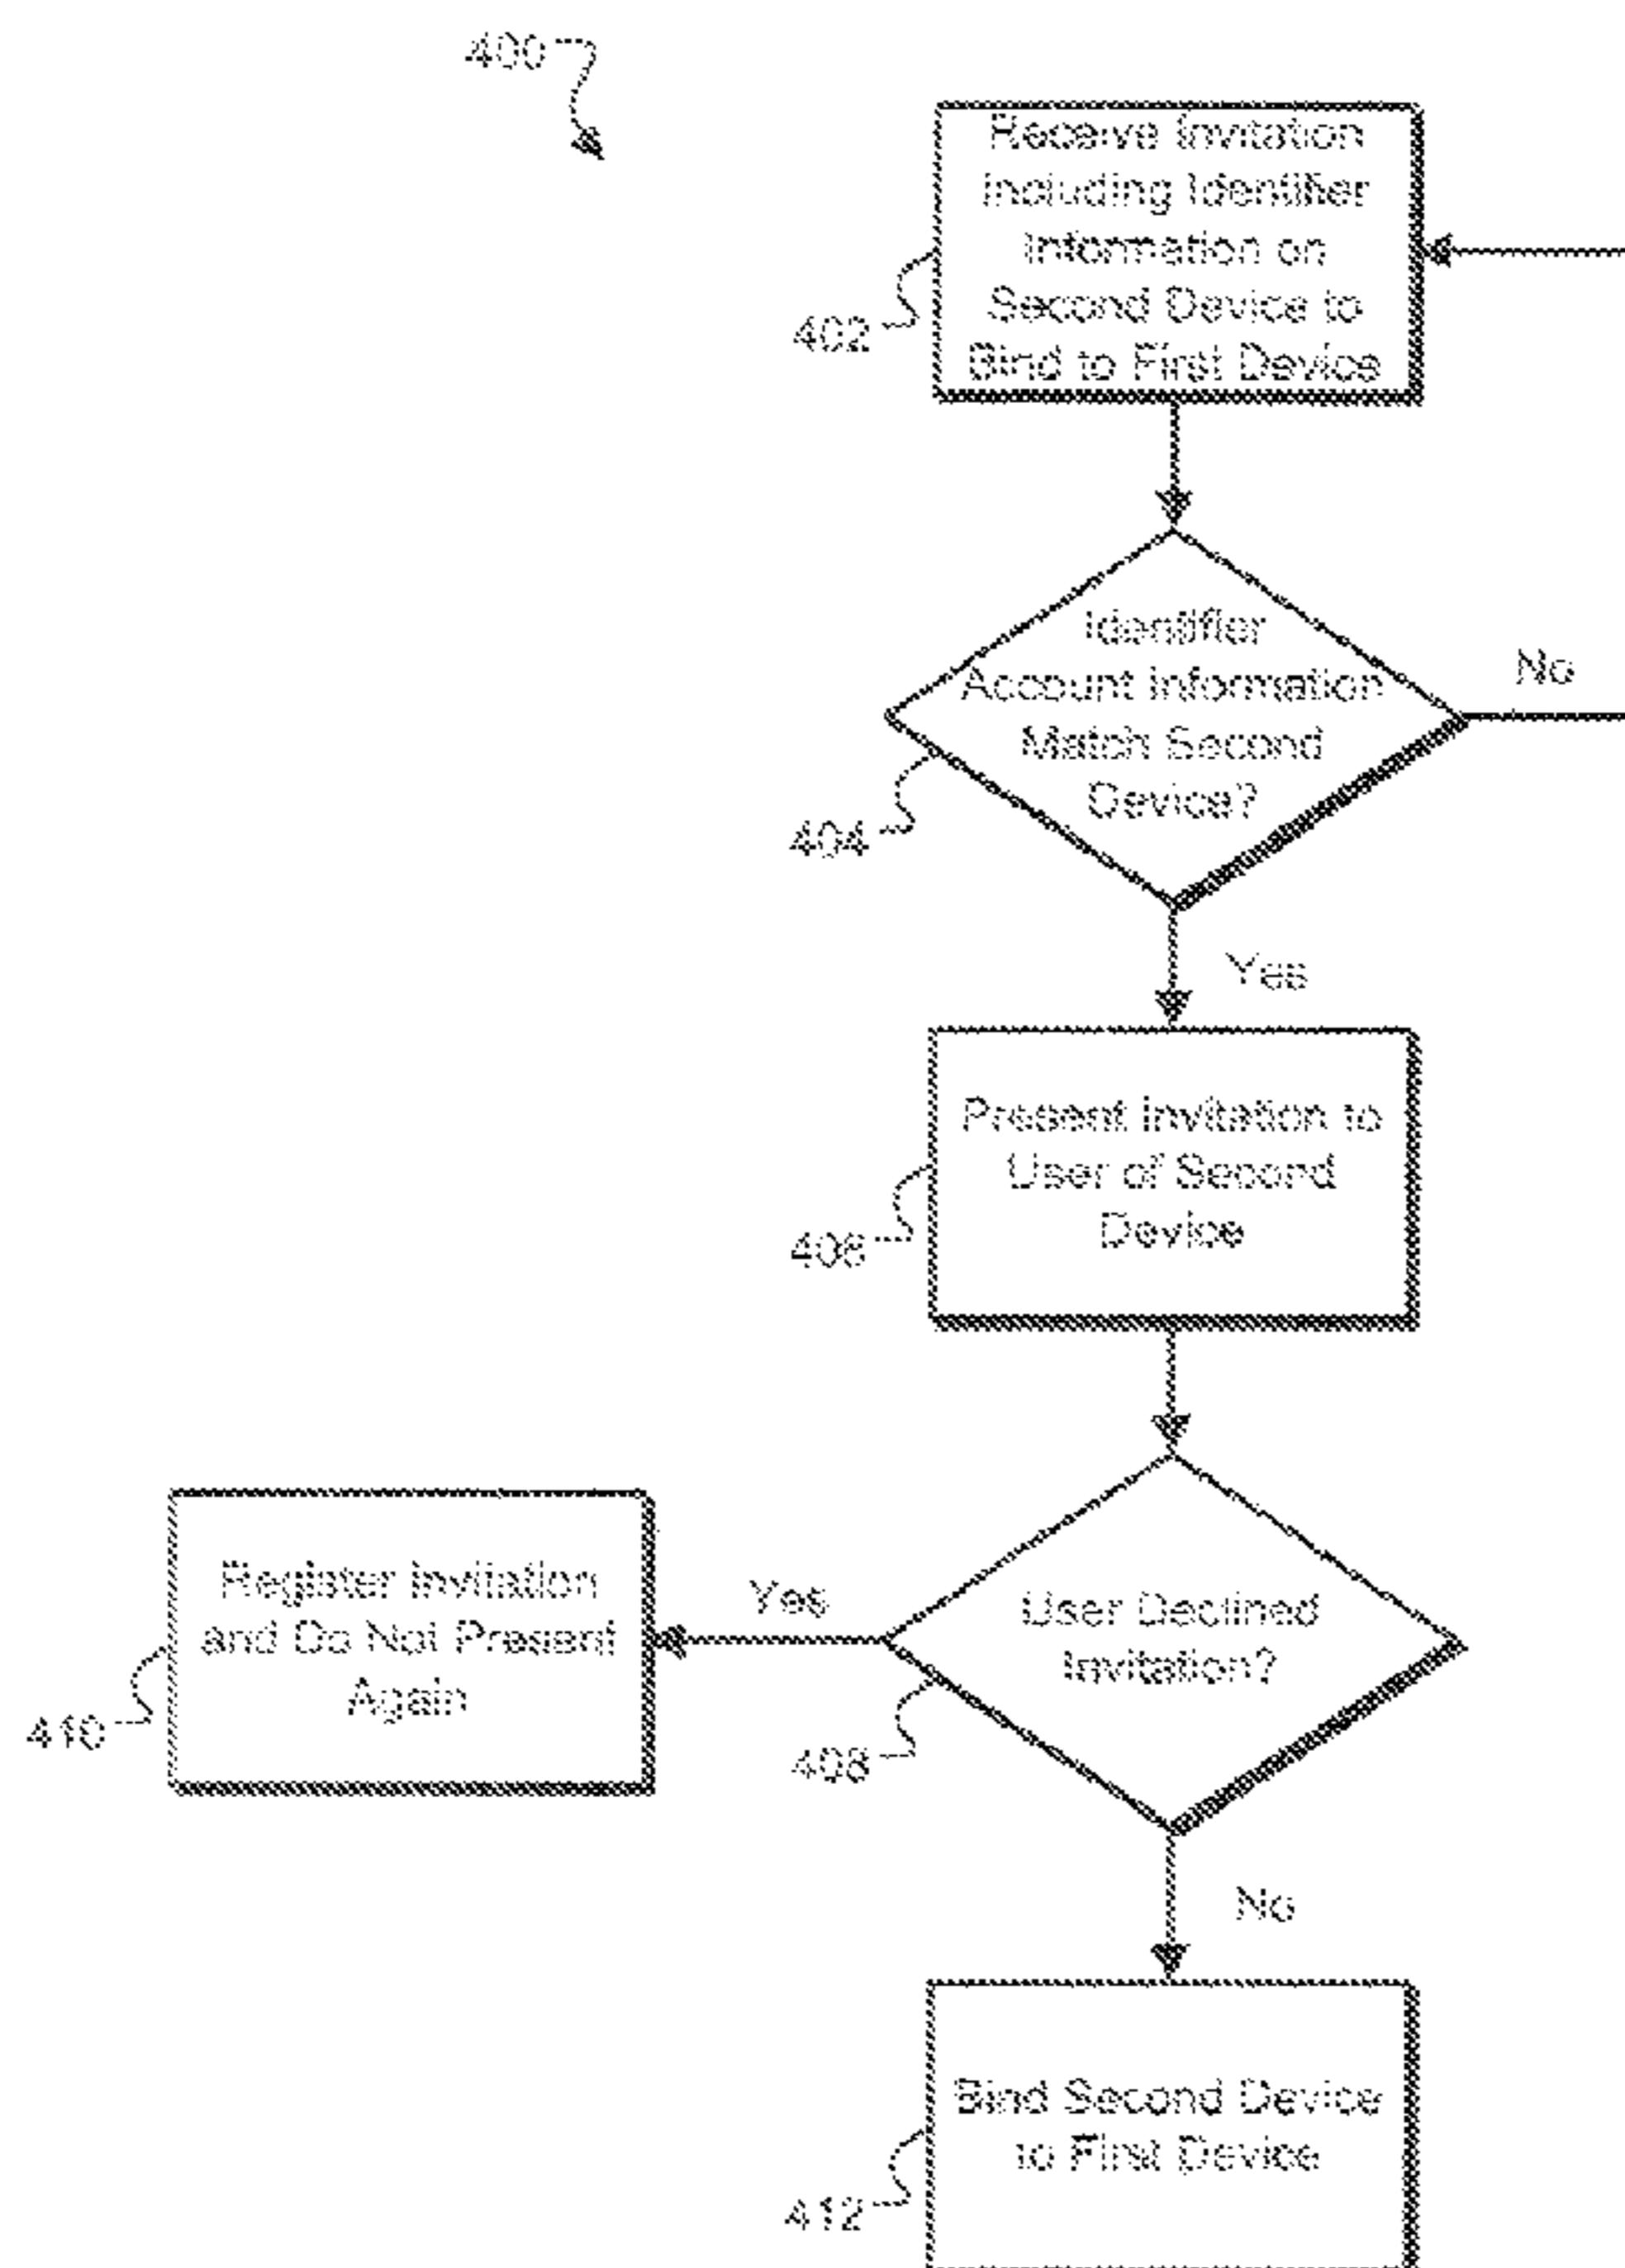 400
Receive Invitation
Including Identifier
Information on
Second Device to
Bind to First Device
402
Identifier
Account Information
Match Second
Device?
No
404
Yes
Present Invitation to
User of Second
Device
406
Register Invitation
and Do Not Present
Again
410
Yes
User Declined
Invitation?
408
No
Bind Second Device
to First Device
412